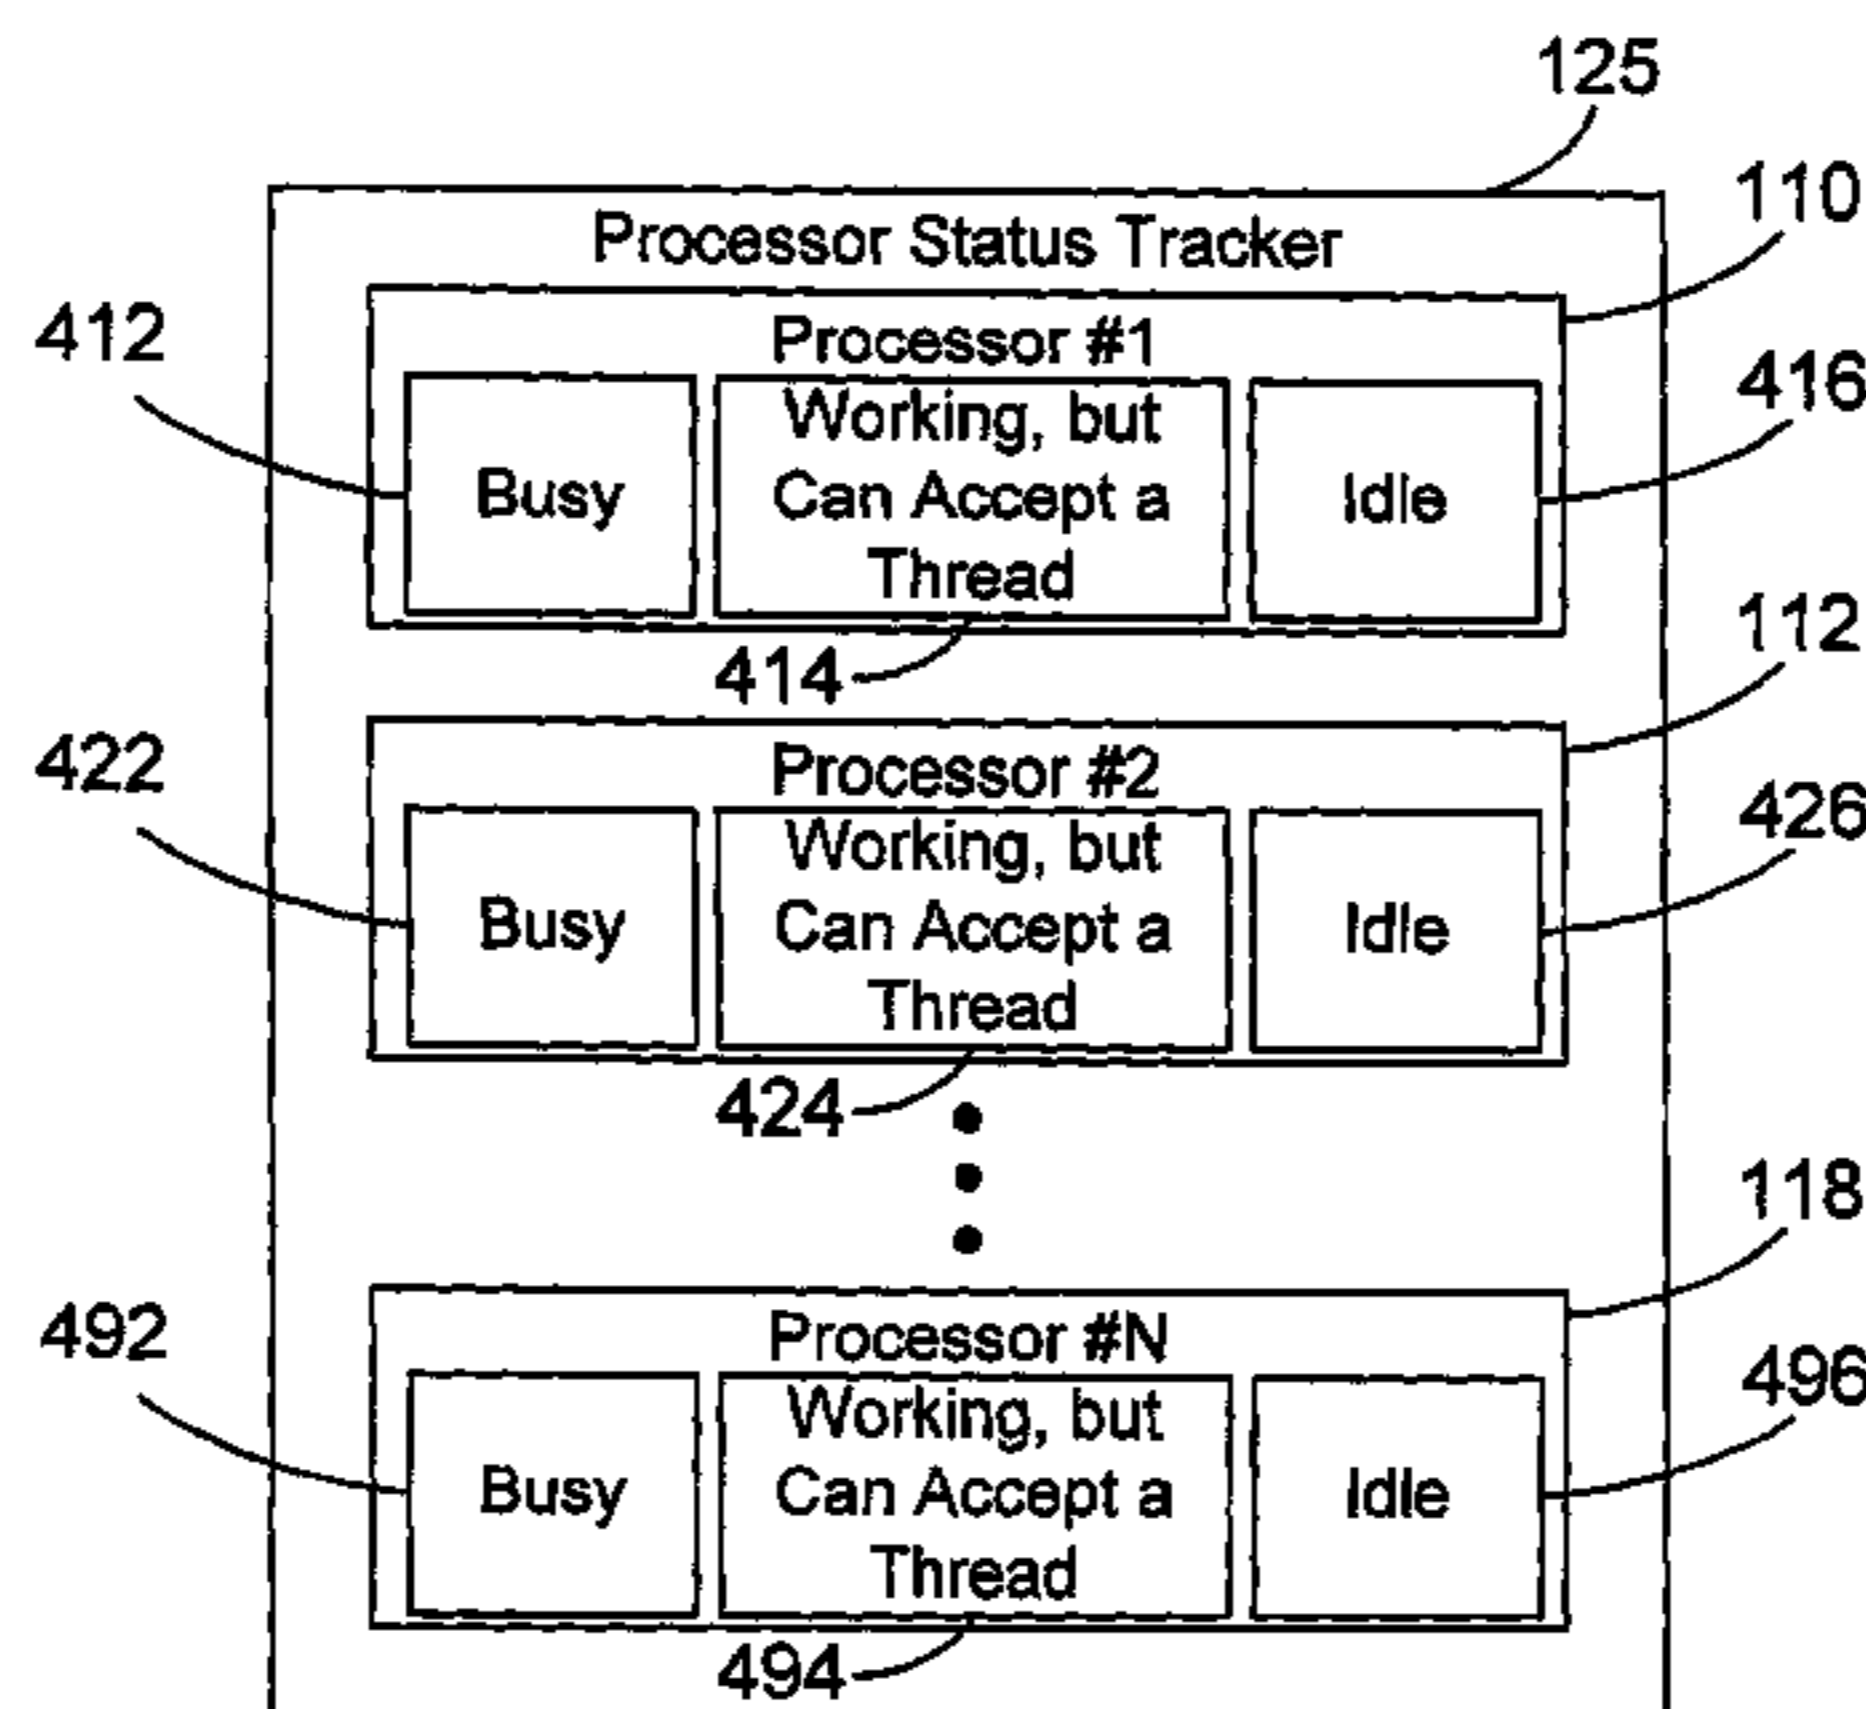 125
110
Processor Status Tracker
412
Processor #1
416
Busy
Working, but
Can Accept a
Thread
Idle
414
112
422
Processor #2
426
Busy
Working, but
Can Accept a
Thread
Idle
424
118
492
Processor #N
496
Busy
Working, but
Can Accept a
Thread
Idle
494